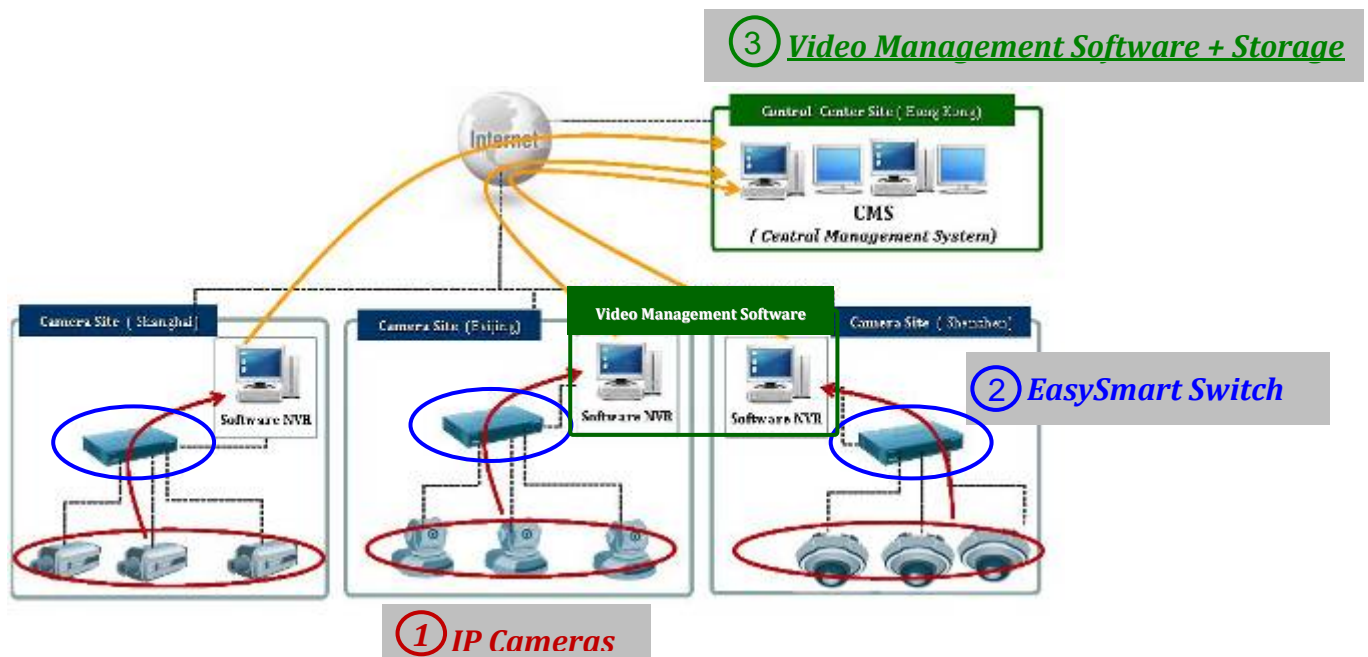 3 Video Management Software + Storage
Control Center Site ( Hong Kong)
Internet
CMS
( Central Management System)
Camera Site ( Shanghai)
Camera Site (Beijing)
Video Management Software
Camera Site ( Shenzhen)
Software NVR
Software NVR
Software NVR
2 EasySmart Switch
1 IP Cameras